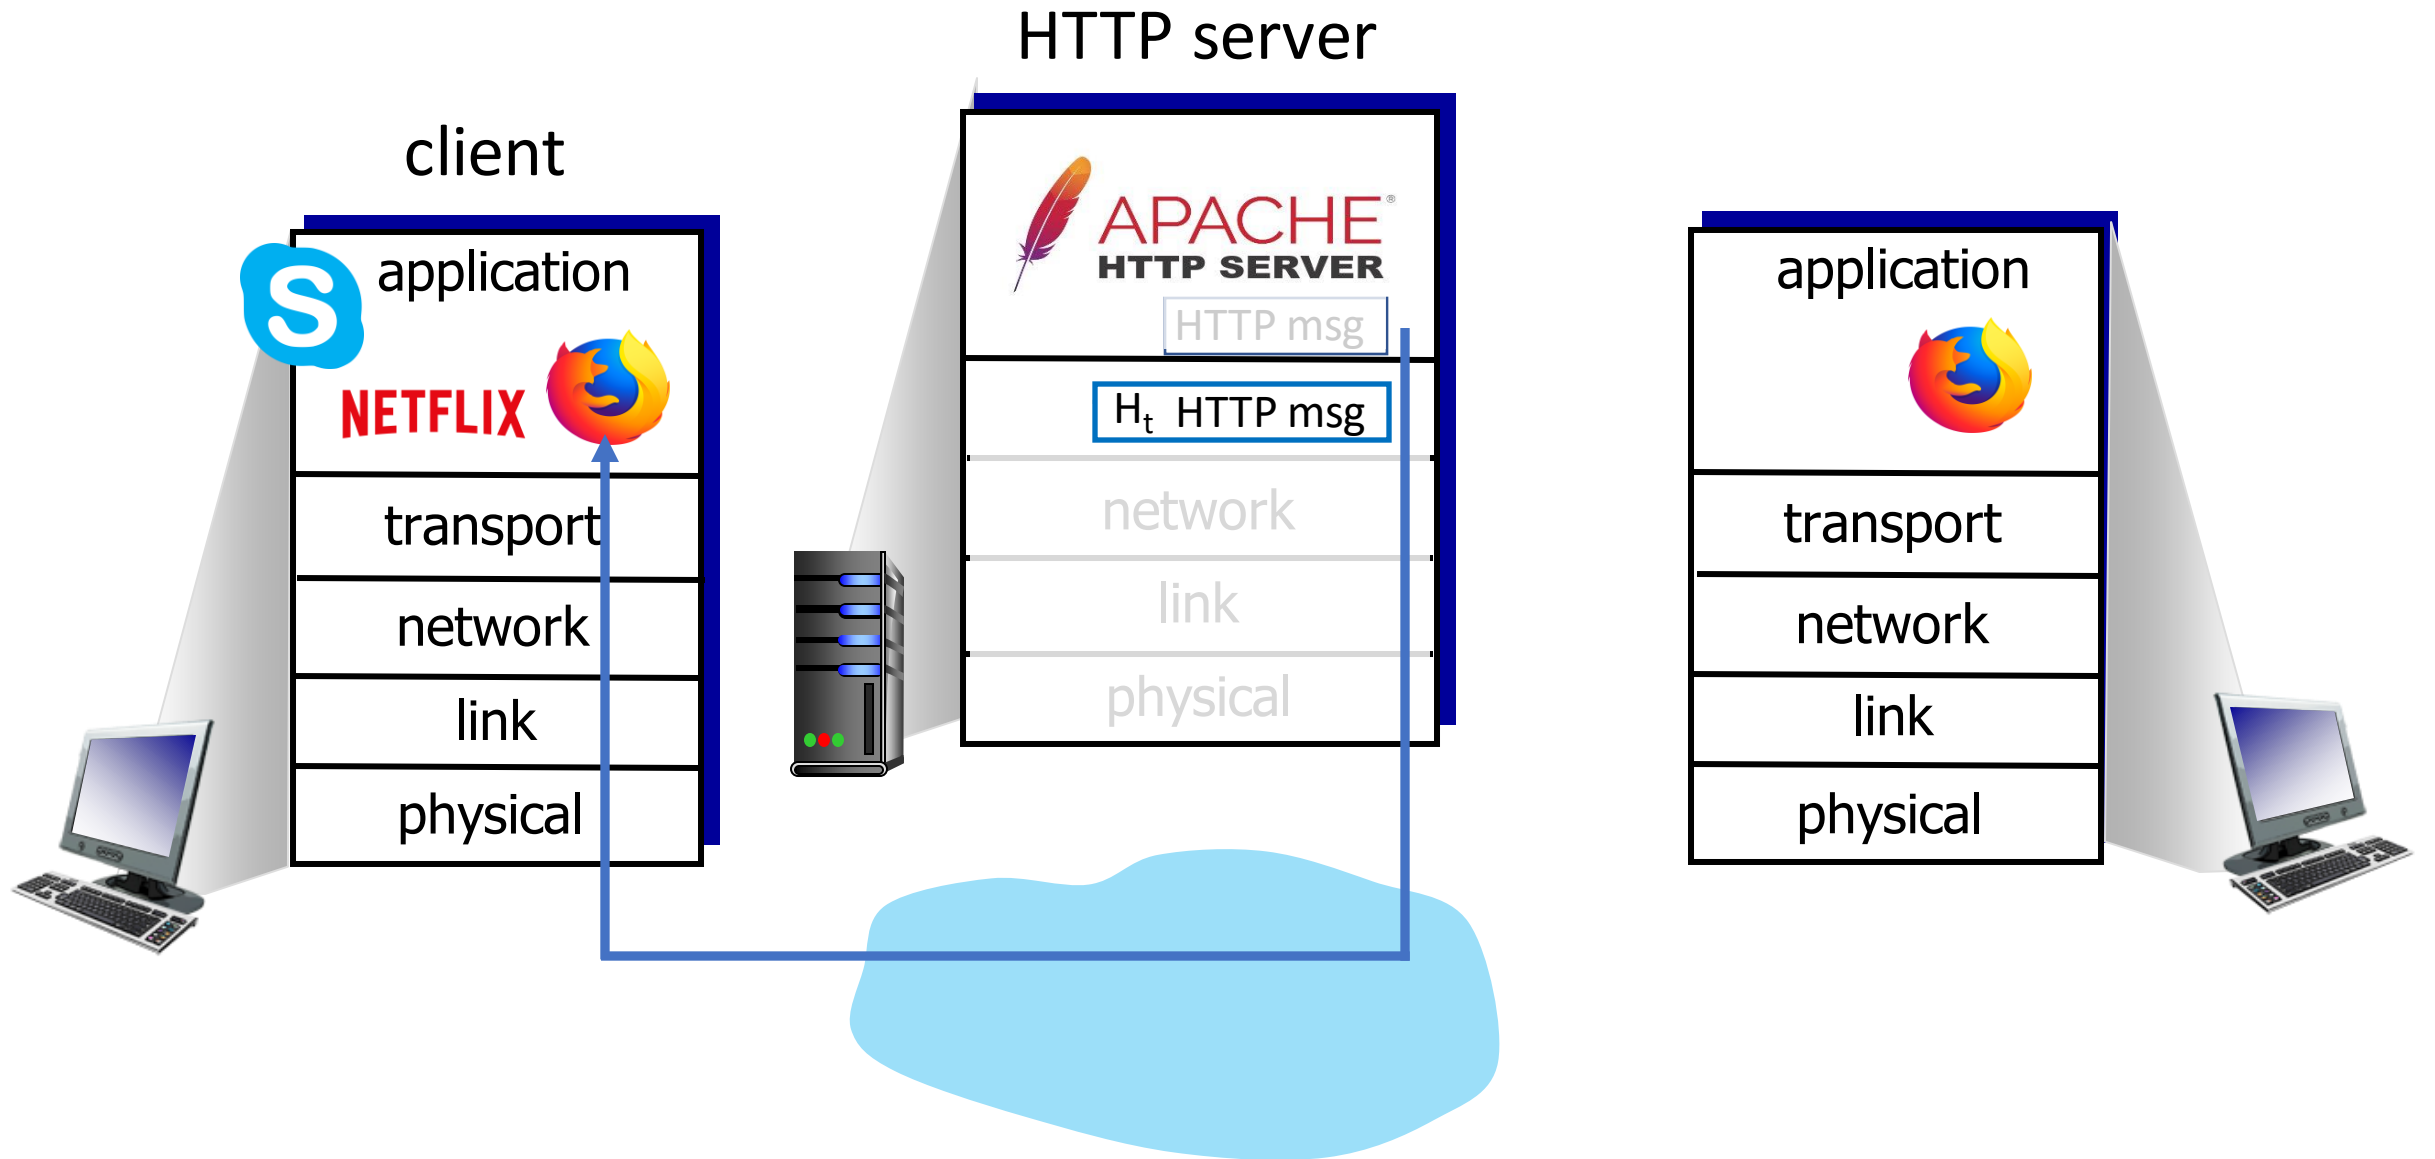 HTTP server
client
application
NETFLIX
transport
network
link
physical
APACHE®
HTTP SERVER
HTTP msg
Ht HTTP msg
network
link
physical
application
transport
network
link
physical